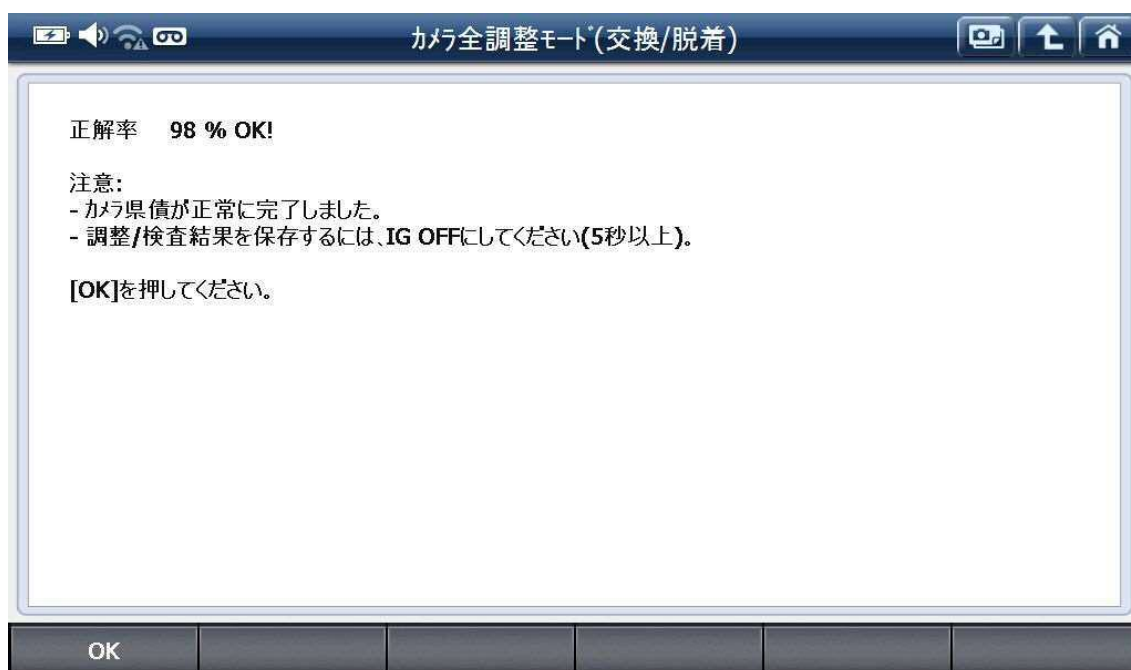 カメラ全調整モード(交換/脱着)
正解率 98 % OK!
注意:
- カメラ県債が正常に完了しました。
- 調整/検査結果を保存するには、IG OFFにしてください(5秒以上)。
[OK]を押してください。
OK